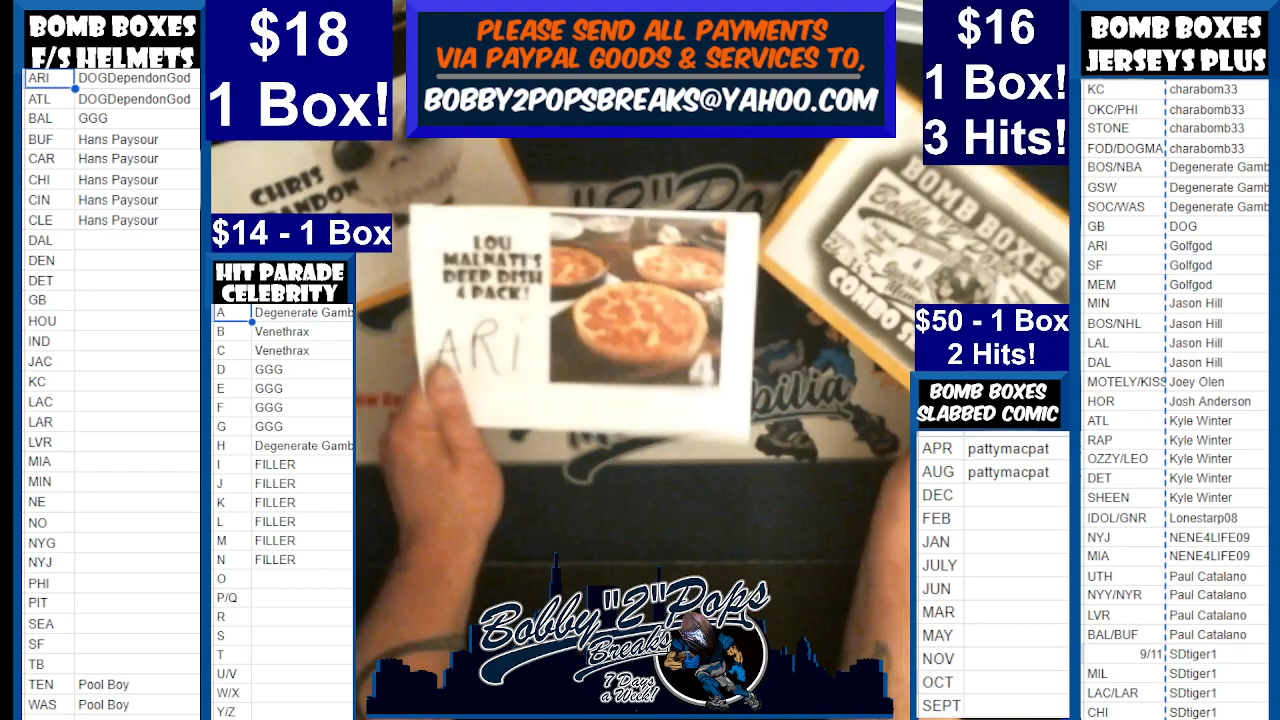 BOMB BOXES
F/S HELMETS
ARI DOGDependonGod
ATL DOGDependonGod
BAL GGG
BUF Hans Paysour
CAR Hans Paysour
CHI Hans Paysour
CIN Hans Paysour
CLE Hans Paysour
DAL
DEN
DET
GB
HOU
IND
JAC
KC
LAC
LAR
LVR
MIA
MIN
NE
NO
NYG
NYJ
PHI
PIT
SEA
SF
TB
TEN Pool Boy
WAS Pool Boy
$18
1 Box!
$14 - 1 Box
HIT PARADE
CELEBRITY
A Degenerate Gamb
B Venethrax
C Venethrax
D GGG
E GGG
F GGG
G GGG
H Degenerate Gamb
I FILLER
J FILLER
K FILLER
L FILLER
M FILLER
N FILLER
O
P/Q
R
S
T
U/V
W/X
Y/Z
PLEASE SEND ALL PAYMENTS
VIA PAYPAL GOODS & SERVICES TO,
BOBBY2POPSBREAKS@YAHOO.COM
CHRIS
LOU
MALNATI'S
DEEP DISH
4 PACK!
ARI
4
BOMB BOXES
Bobby "2"
COMBO
Bobby "2" Pops
Breaks
7 Days
a Week!
$16
1 Box!
3 Hits!
$50 - 1 Box
2 Hits!
BOMB BOXES
SLABBED COMIC
APR pattymacpat
AUG pattymacpat
DEC
FEB
JAN
JULY
JUN
MAR
MAY
NOV
OCT
SEPT
BOMB BOXES
JERSEYS PLUS
KC charabom33
OKC/PHI charabom33
STONE charabom33
FOD/DOGMA charabom33
BOS/NBA Degenerate Gamb
GSW Degenerate Gamb
SOC/WAS Degenerate Gamb
GB DOG
ARI Golfgod
SF Golfgod
MEM Golfgod
MIN Jason Hill
BOS/NHL Jason Hill
LAL Jason Hill
DAL Jason Hill
MOTELY/KISS Joey Olen
HOR Josh Anderson
ATL Kyle Winter
RAP Kyle Winter
OZZY/LEO Kyle Winter
DET Kyle Winter
SHEEN Kyle Winter
IDOL/GNR Lonestarp08
NYJ NENE4LIFE09
MIA NENE4LIFE09
UTH Paul Catalano
NYY/NYR Paul Catalano
LVR Paul Catalano
BAL/BUF Paul Catalano
9/11 SDtiger1
MIL SDtiger1
LAC/LAR SDtiger1
CHI SDtiger1